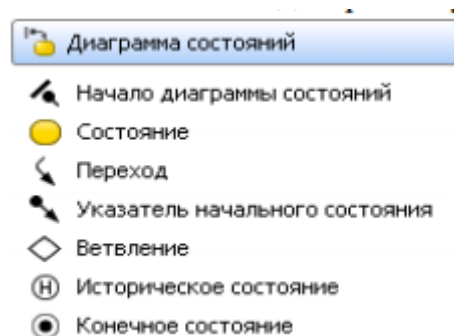 Диаграмма состояний
Начало диаграммы состояний
Состояние
Переход
Указатель начального состояния
Ветвление
H Историческое состояние
Конечное состояние